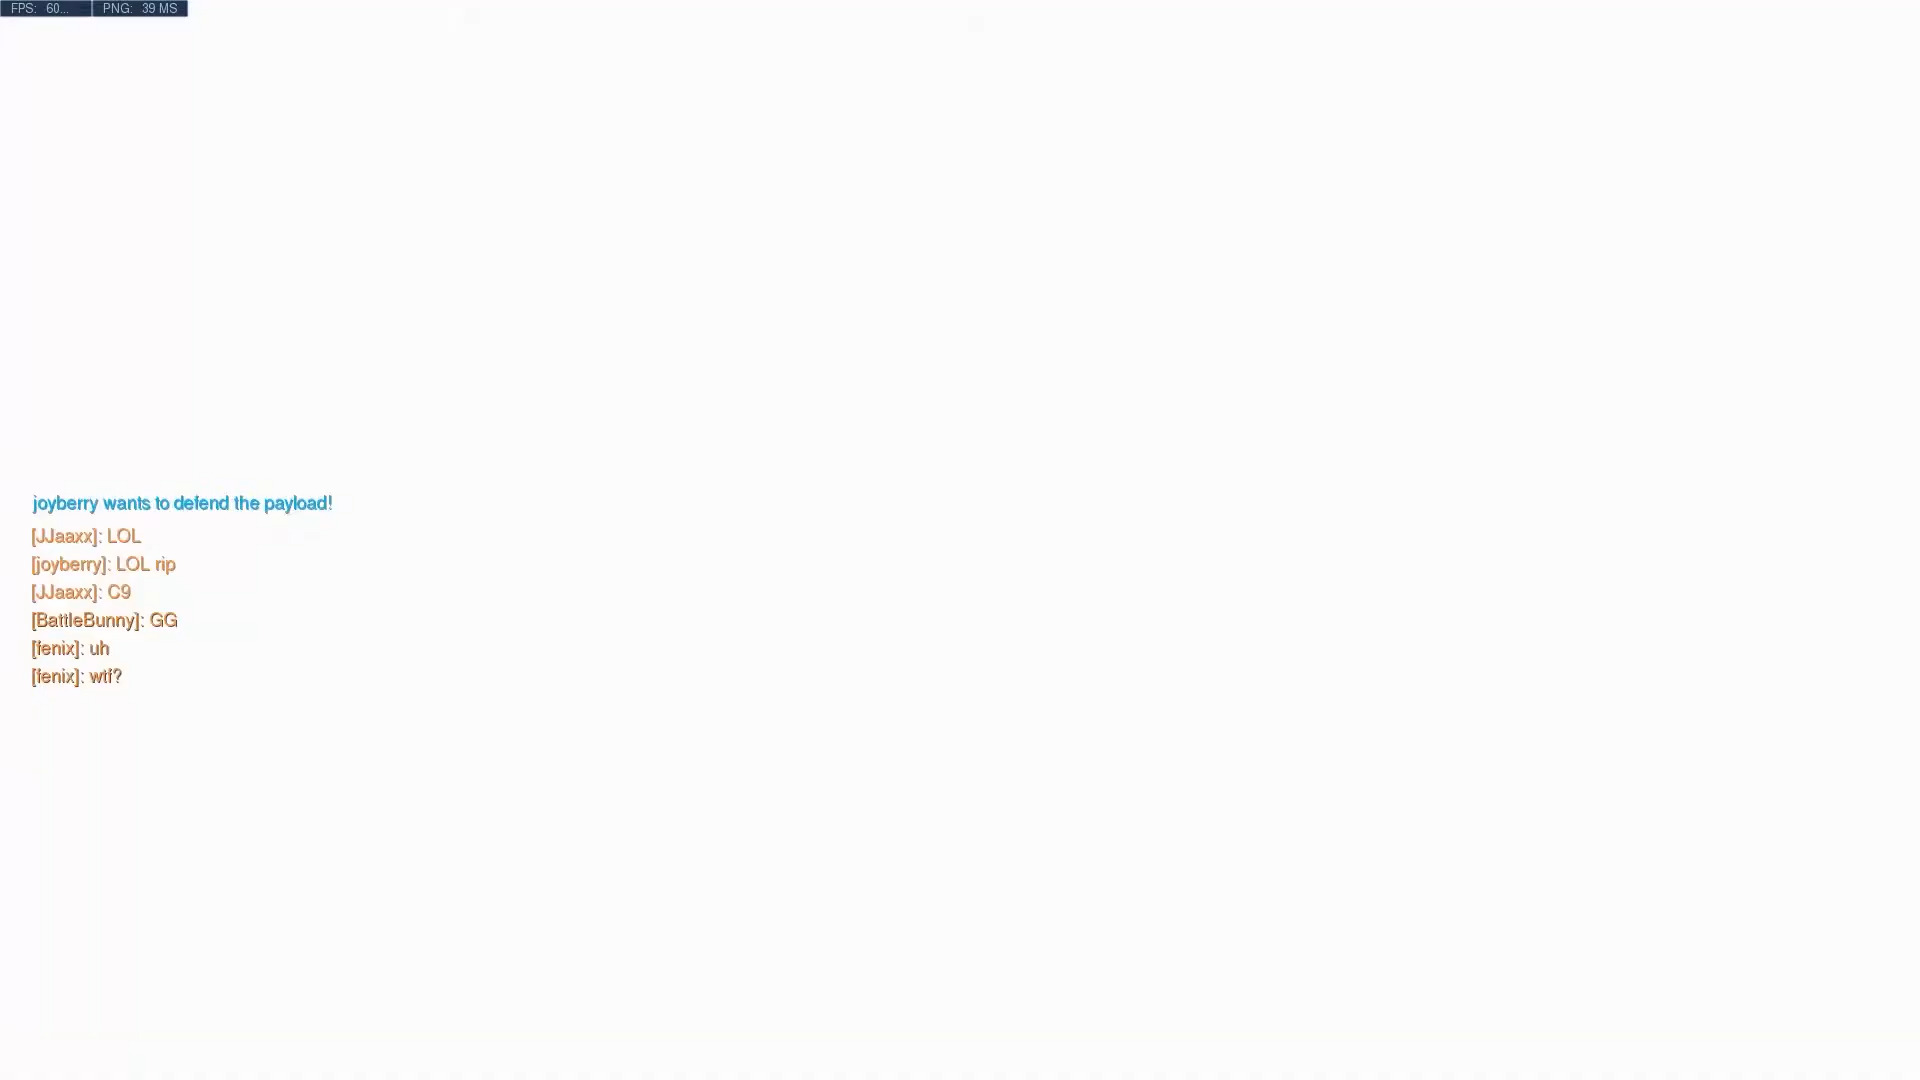 FPS: 60... PNG: 39 MS
joyberry wants to defend the payload!
[JJaaxx]: LOL
[joyberry]: LOL rip
[JJaaxx]: C9
[BattleBunny]: GG
[fenix]: uh
[fenix]: wtf?